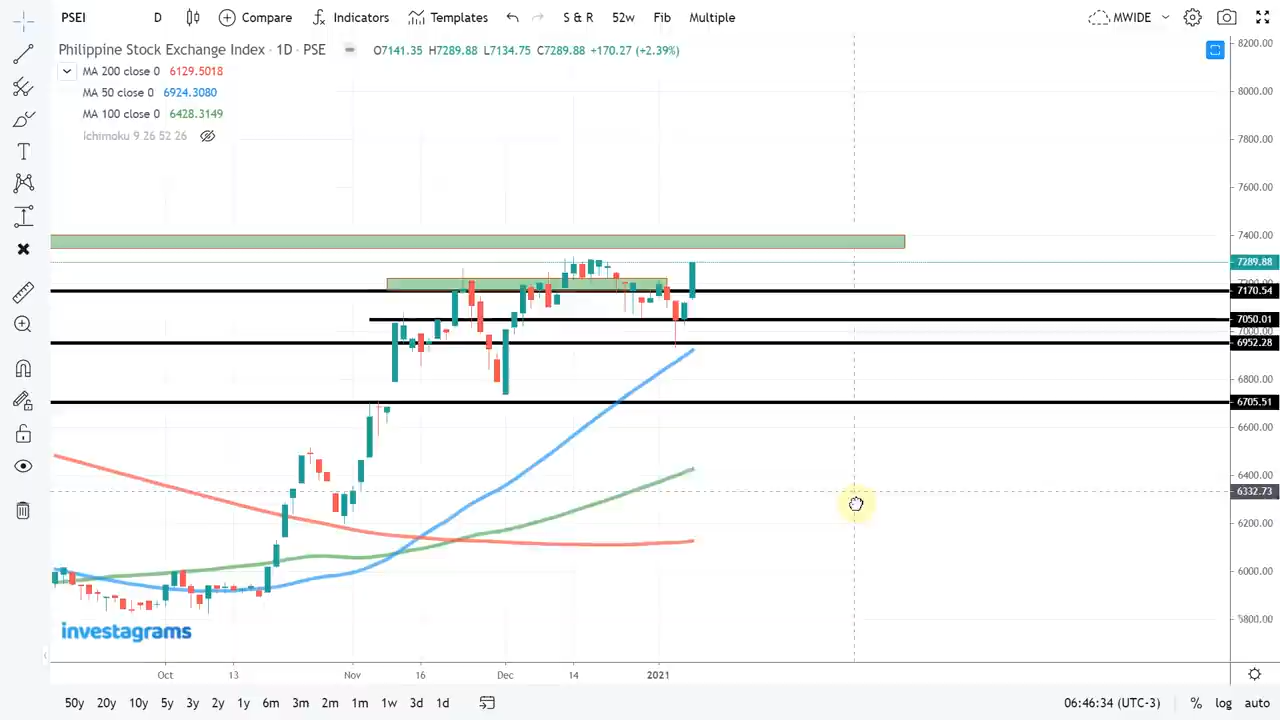 PSEI D Compare Indicators Templates S & R 52w Fib Multiple MWIDE
Philippine Stock Exchange Index · 1D · PSE O7141.35 H7289.88 L7134.75 C7289.88 +170.27 (+2.39%)
MA 200 close 0 6129.5018
MA 50 close 0 6924.3080
MA 100 close 0 6428.3149
Ichimoku 9 26 52 26
8200.00
8000.00
7800.00
7600.00
7400.00
7289.88
7170.54
7050.01
7000.00
6952.28
6800.00
6705.51
6600.00
6400.00
6332.73
6200.00
6000.00
5800.00
investagrams
Oct 13 Nov 16 Dec 14 2021
50y 20y 10y 5y 3y 2y 1y 6m 3m 2m 1m 1w 3d 1d 06:46:34 (UTC-3) % log auto